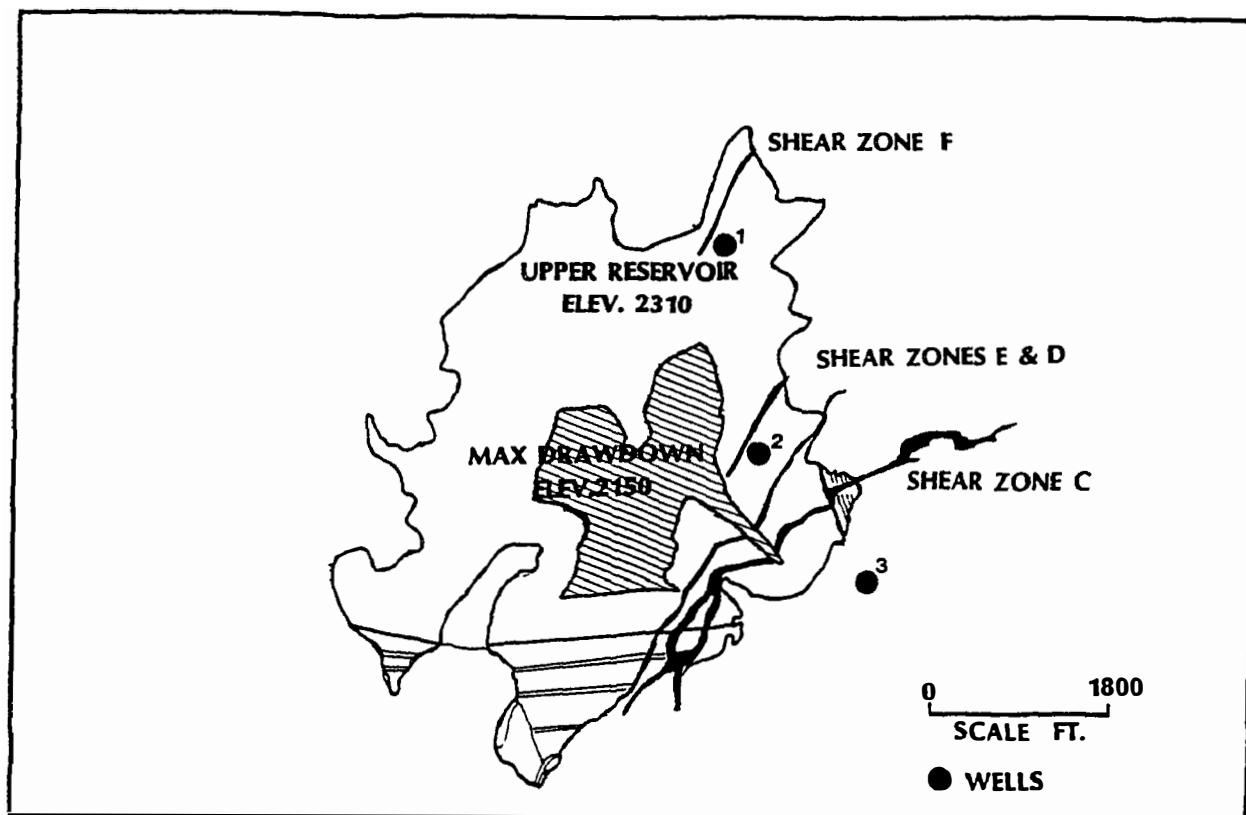 SHEAR ZONE F
1
UPPER RESERVOIR
ELEV. 2310
SHEAR ZONES E & D
2
MAX DRAWDOWN
ELEV. 2150
SHEAR ZONE C
3
0 1800
SCALE FT.
WELLS